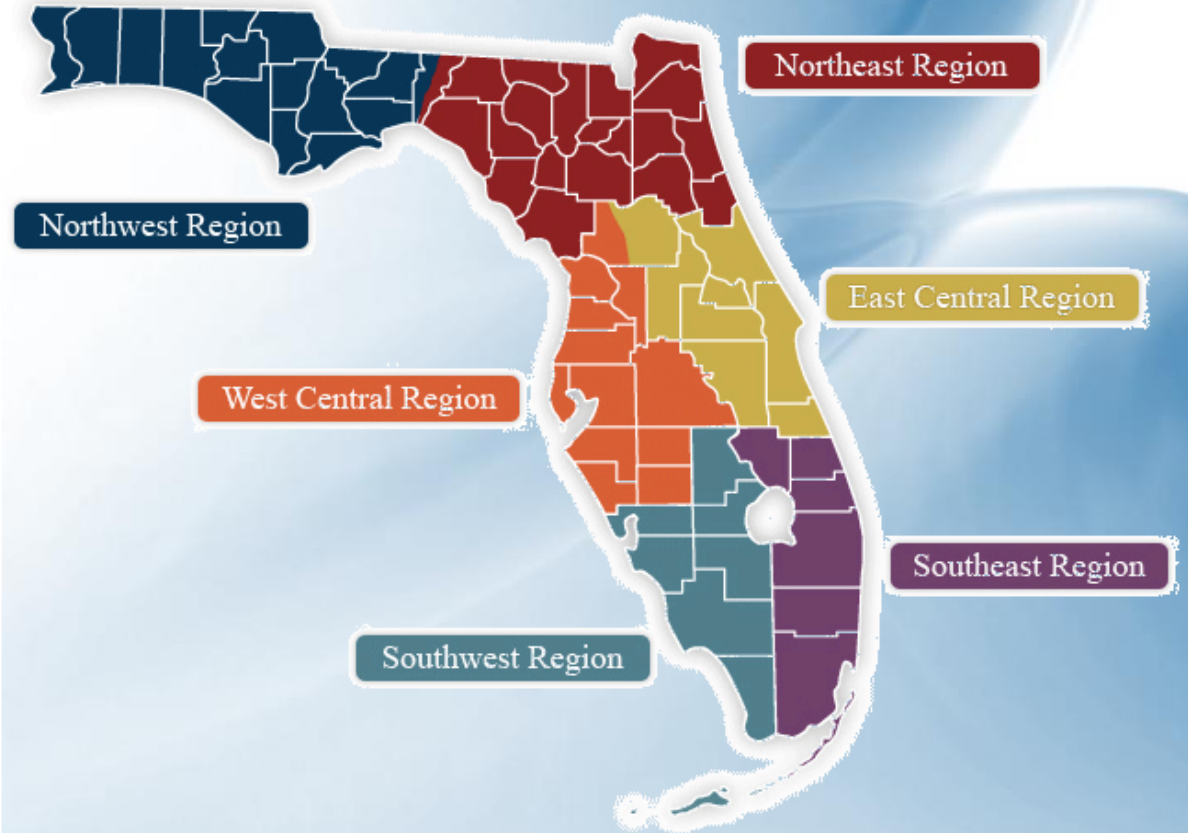 Northeast Region
Northwest Region
East Central Region
West Central Region
Southeast Region
Southwest Region